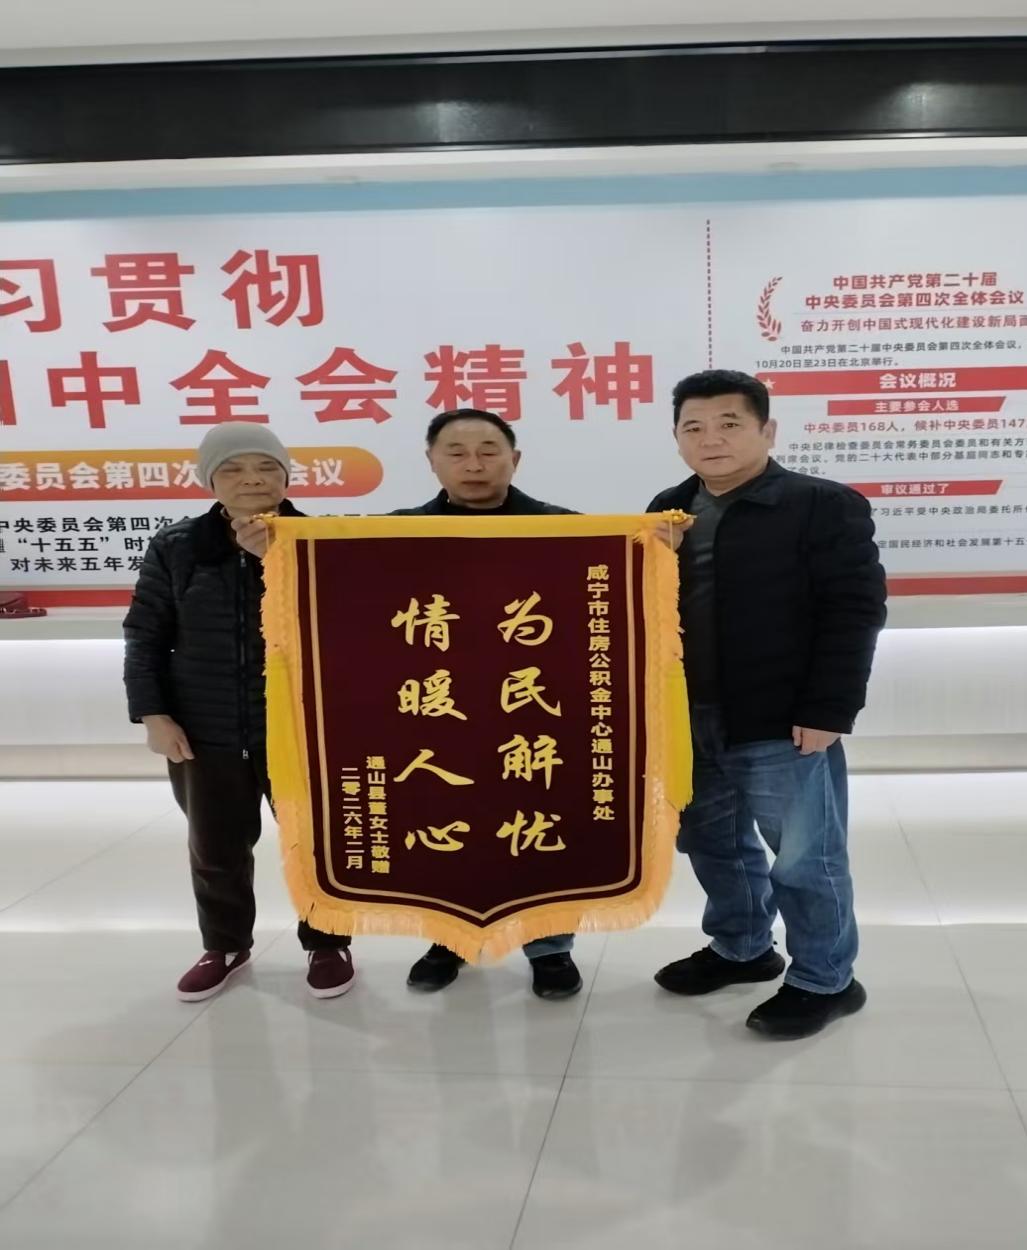 习贯彻
中全会精神
委员会第四次
会议
中央委员会第四次
“十五五”时
对未来五年发
中国共产党第二十届
中央委员会第四次全体会议
奋力开创中国式现代化建设新局
中国共产党第二十届中央委员会第四次全体会议，
10月20日至23日在北京举行。
会议概况
主要参会人选
中央委员168人，候补中央委员147
中央纪律检查委员会常务委员会委员和有关方
列席会议。党的二十大代表中部分基层同志和专
了会议。
审议通过了
了习近平受中央政治局委托所
定国民经济和社会发展第十五
咸宁市住房公积金中心通山办事处
为民解忧
情暖人心
通山县董女士敬赠
二零二六年二月